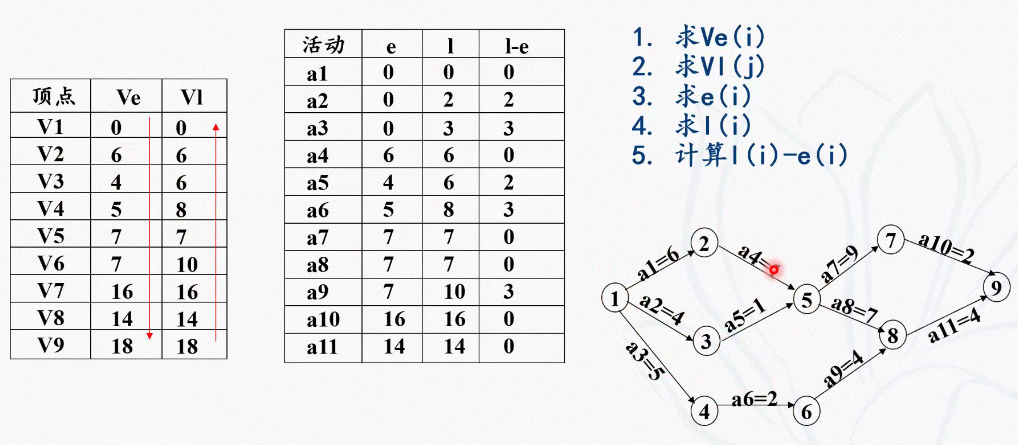 顶点 Ve Vl
V1 0 0
V2 6 6
V3 4 6
V4 5 8
V5 7 7
V6 7 10
V7 16 16
V8 14 14
V9 18 18
活动 e l l-e
a1 0 0 0
a2 0 2 2
a3 0 3 3
a4 6 6 0
a5 4 6 2
a6 5 8 3
a7 7 7 0
a8 7 7 0
a9 7 10 3
a10 16 16 0
a11 14 14 0
1. 求Ve(i)
2. 求Vl(j)
3. 求e(i)
4. 求l(i)
5. 计算l(i)-e(i)
1
2
3
4
5
6
7
8
9
a1=6
a2=4
a3=5
a4=
a5=1
a6=2
a7=9
a8=7
a9=4
a10=2
a11=4